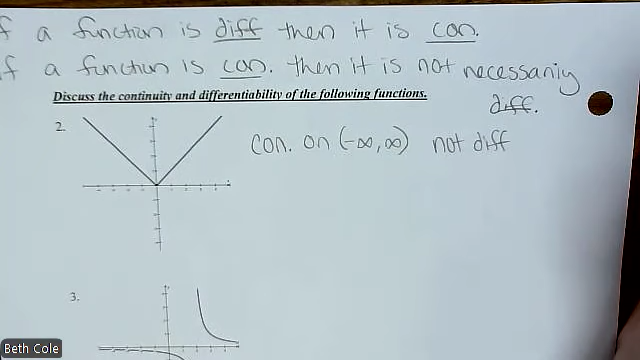 f a function is diff then it is con.
If a function is con. then it is not necessarily
diff.
Discuss the continuity and differentiability of the following functions.
2. con. on (-∞,∞) not diff
3.
Beth Cole